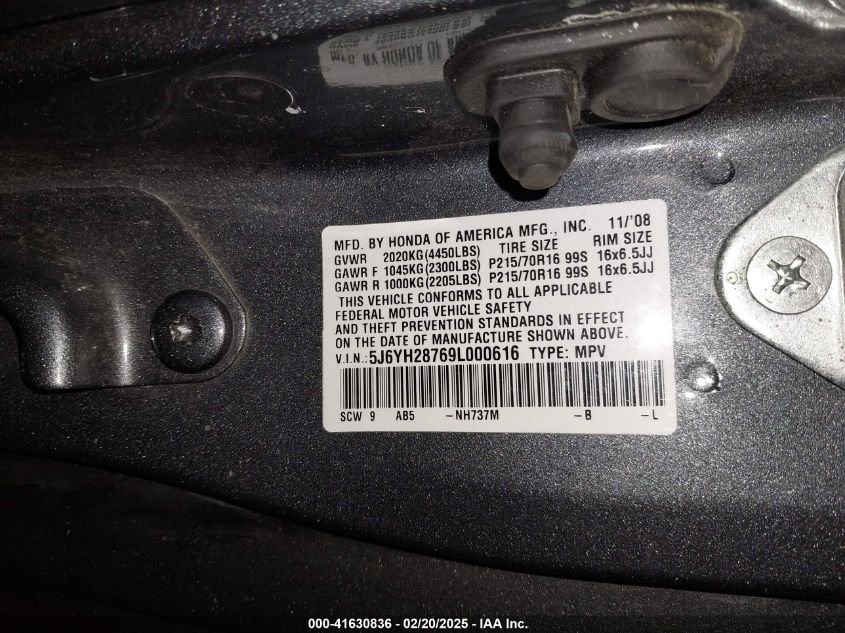 MFD. BY HONDA OF AMERICA MFG., INC. 11/'08
GVWR 2020KG(4450LBS) TIRE SIZE RIM SIZE
GAWR F 1045KG(2300LBS) P215/70R16 99S 16x6.5JJ
GAWR R 1000KG(2205LBS) P215/70R16 99S 16x6.5JJ
THIS VEHICLE CONFORMS TO ALL APPLICABLE
FEDERAL MOTOR VEHICLE SAFETY
AND THEFT PREVENTION STANDARDS IN EFFECT
ON THE DATE OF MANUFACTURE SHOWN ABOVE.
V.I.N.: 5J6YH28769L000616 TYPE: MPV
SCW 9 AB5 -NH737M -B -L
000-41630836 - 02/20/2025 - IAA Inc.